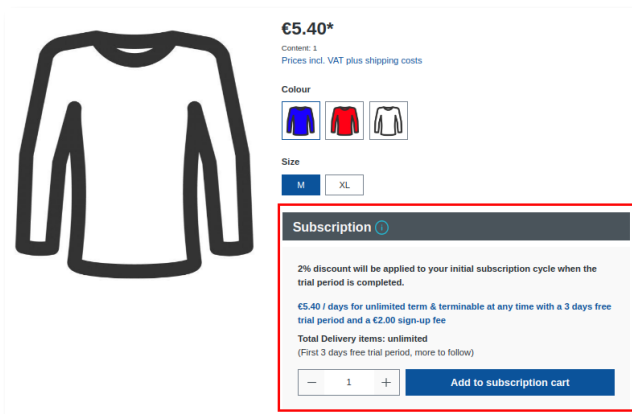 €5.40*
Content: 1
Prices incl. VAT plus shipping costs
Colour
Size
M XL
Subscription i
2% discount will be applied to your initial subscription cycle when the
trial period is completed.
€5.40 / days for unlimited term & terminable at any time with a 3 days free
trial period and a €2.00 sign-up fee
Total Delivery items: unlimited
(First 3 days free trial period, more to follow)
— 1 + Add to subscription cart